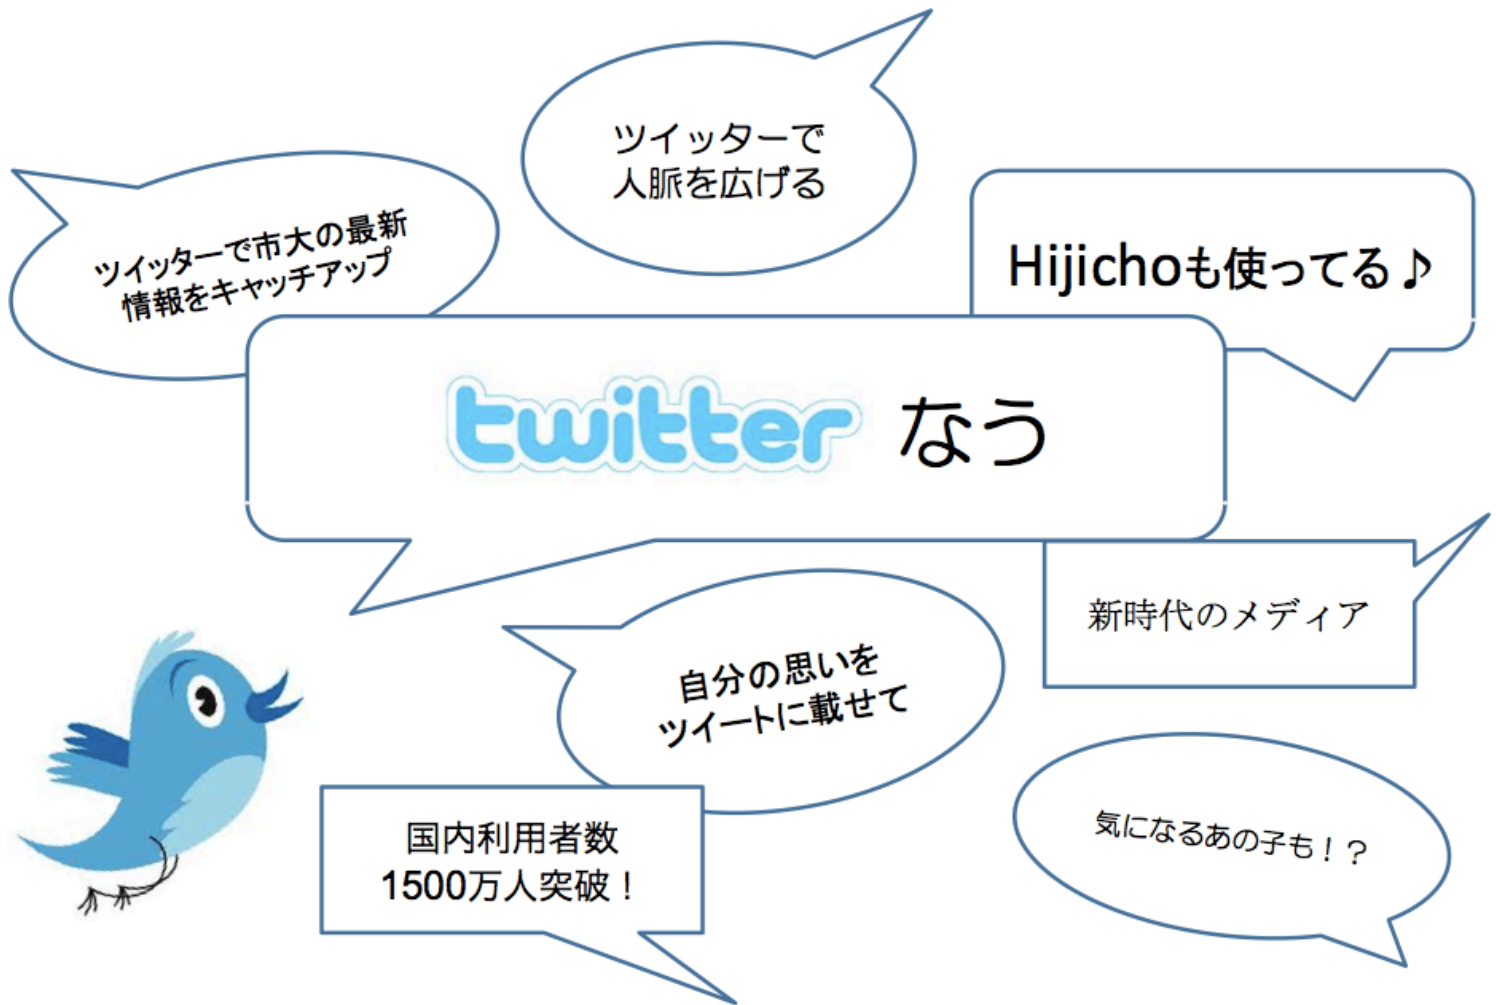 ツイッターで
人脈を広げる
ツイッターで市大の最新
情報をキャッチアップ
Hijichoも使ってる♪
twitter なう
新時代のメディア
自分の思いを
ツイートに載せて
国内利用者数
1500万人突破！
気になるあの子も！？